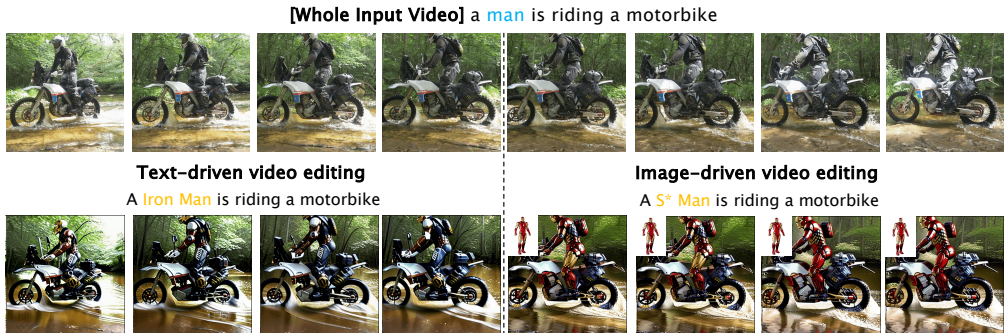 [Whole Input Video] a man is riding a motorbike
Text-driven video editing
A Iron Man is riding a motorbike
Image-driven video editing
A S* Man is riding a motorbike